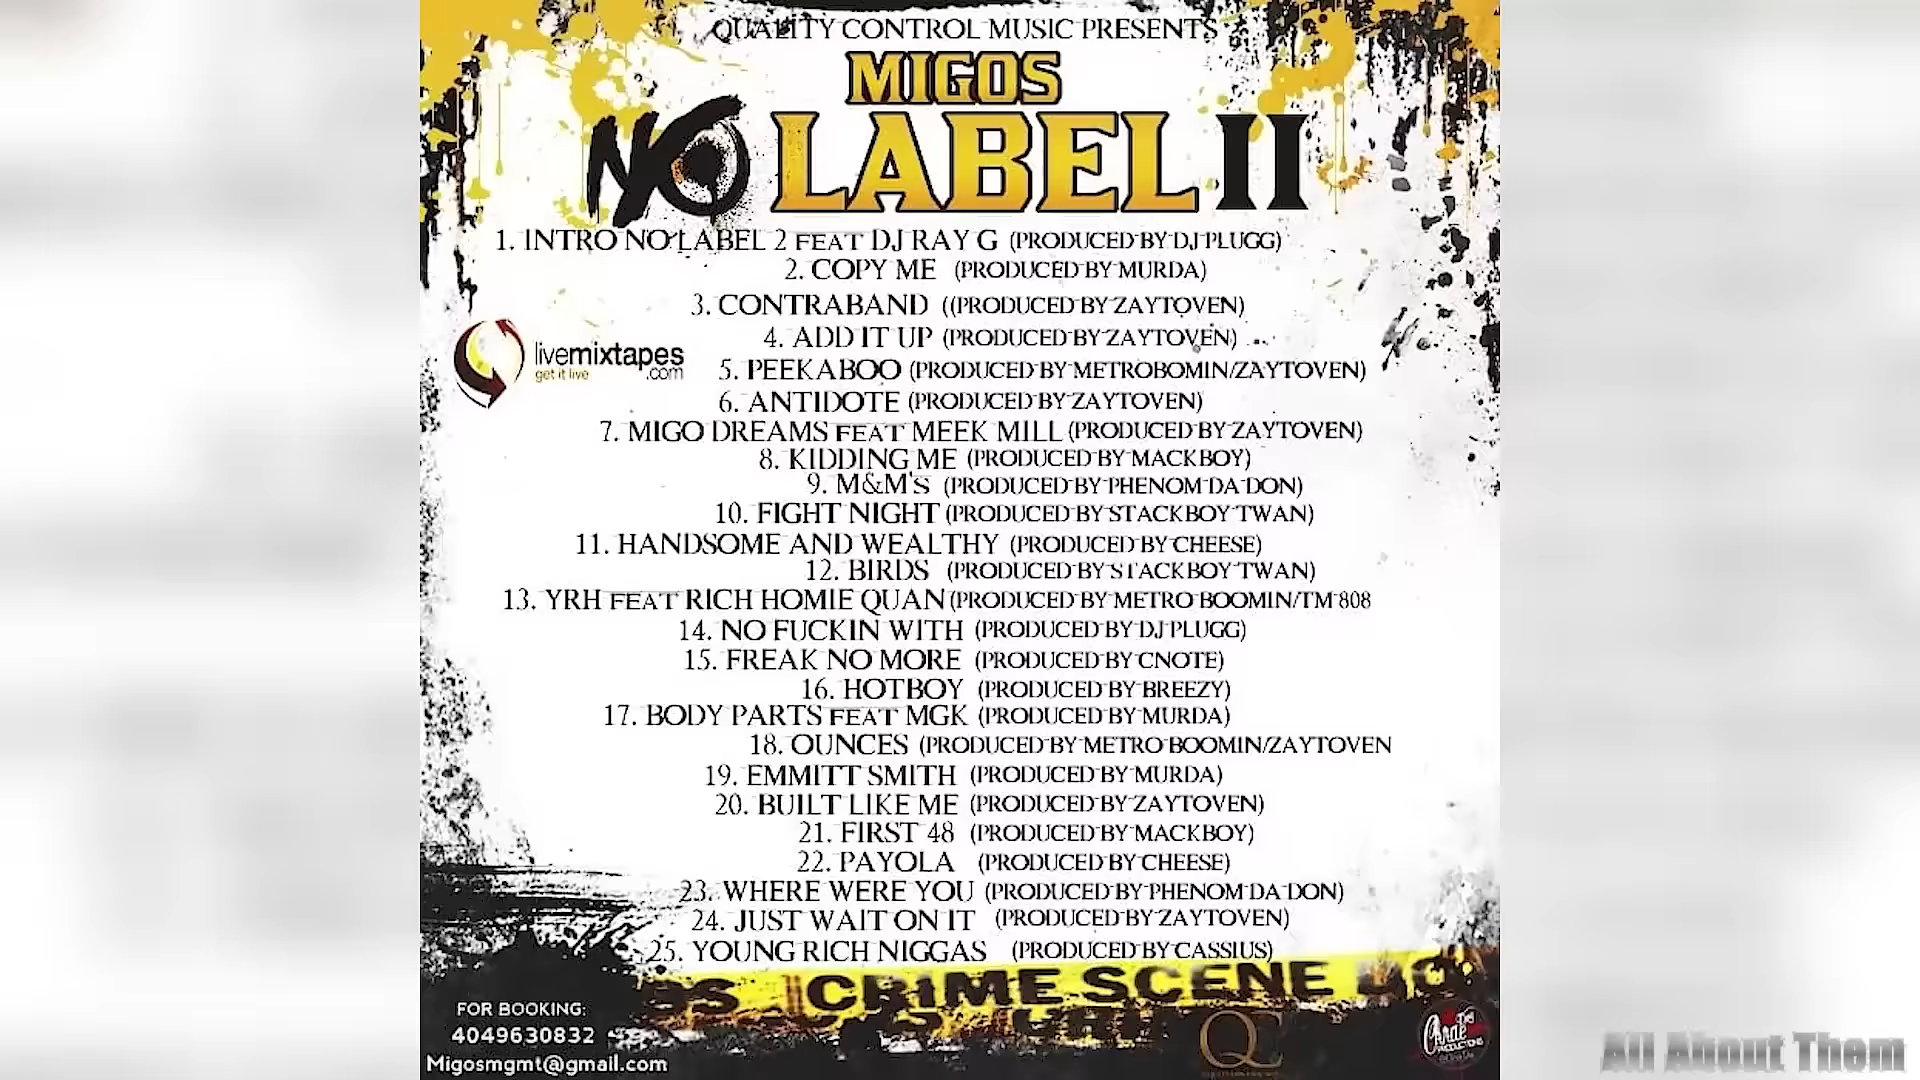 QUALITY CONTROL MUSIC PRESENTS
MIGOS
NO LABEL II
1. INTRO NO LABEL 2 FEAT DJ RAY G (PRODUCED BY DJ PLUGG)
2. COPY ME (PRODUCED BY MURDA)
3. CONTRABAND ((PRODUCED BY ZAYTOVEN)
4. ADD IT UP (PRODUCED BY ZAYTOVEN)
livemixtapes
.com
get it live
5. PEEKABOO (PRODUCED BY METROBOMIN/ZAYTOVEN)
6. ANTIDOTE (PRODUCED BY ZAYTOVEN)
7. MIGO DREAMS FEAT MEEK MILL (PRODUCED BY ZAYTOVEN)
8. KIDDING ME (PRODUCED BY MACKBOY)
9. M&M'S (PRODUCED BY PHENOM DA DON)
10. FIGHT NIGHT (PRODUCED BY STACKBOY TWAN)
11. HANDSOME AND WEALTHY (PRODUCED BY CHEESE)
12. BIRDS (PRODUCED BY STACKBOY TWAN)
13. YRH FEAT RICH HOMIE QUAN (PRODUCED BY METRO BOOMIN/TM 808
14. NO FUCKIN WITH (PRODUCED BY DJ PLUGG)
15. FREAK NO MORE (PRODUCED BY CNOTE)
16. HOTBOY (PRODUCED BY BREEZY)
17. BODY PARTS FEAT MGK (PRODUCED BY MURDA)
18. OUNCES (PRODUCED BY METRO BOOMIN/ZAYTOVEN
19. EMMITT SMITH (PRODUCED BY MURDA)
20. BUILT LIKE ME (PRODUCED BY ZAYTOVEN)
21. FIRST 48 (PRODUCED BY MACKBOY)
22. PAYOLA (PRODUCED BY CHEESE)
23. WHERE WERE YOU (PRODUCED BY PHENOM DA DON)
24. JUST WAIT ON IT (PRODUCED BY ZAYTOVEN)
25. YOUNG RICH NIGGAS (PRODUCED BY CASSIUS)
CRIME SCENE DO
FOR BOOKING:
4049630832
Migosmgmt@gmail.com
QC
All About Them